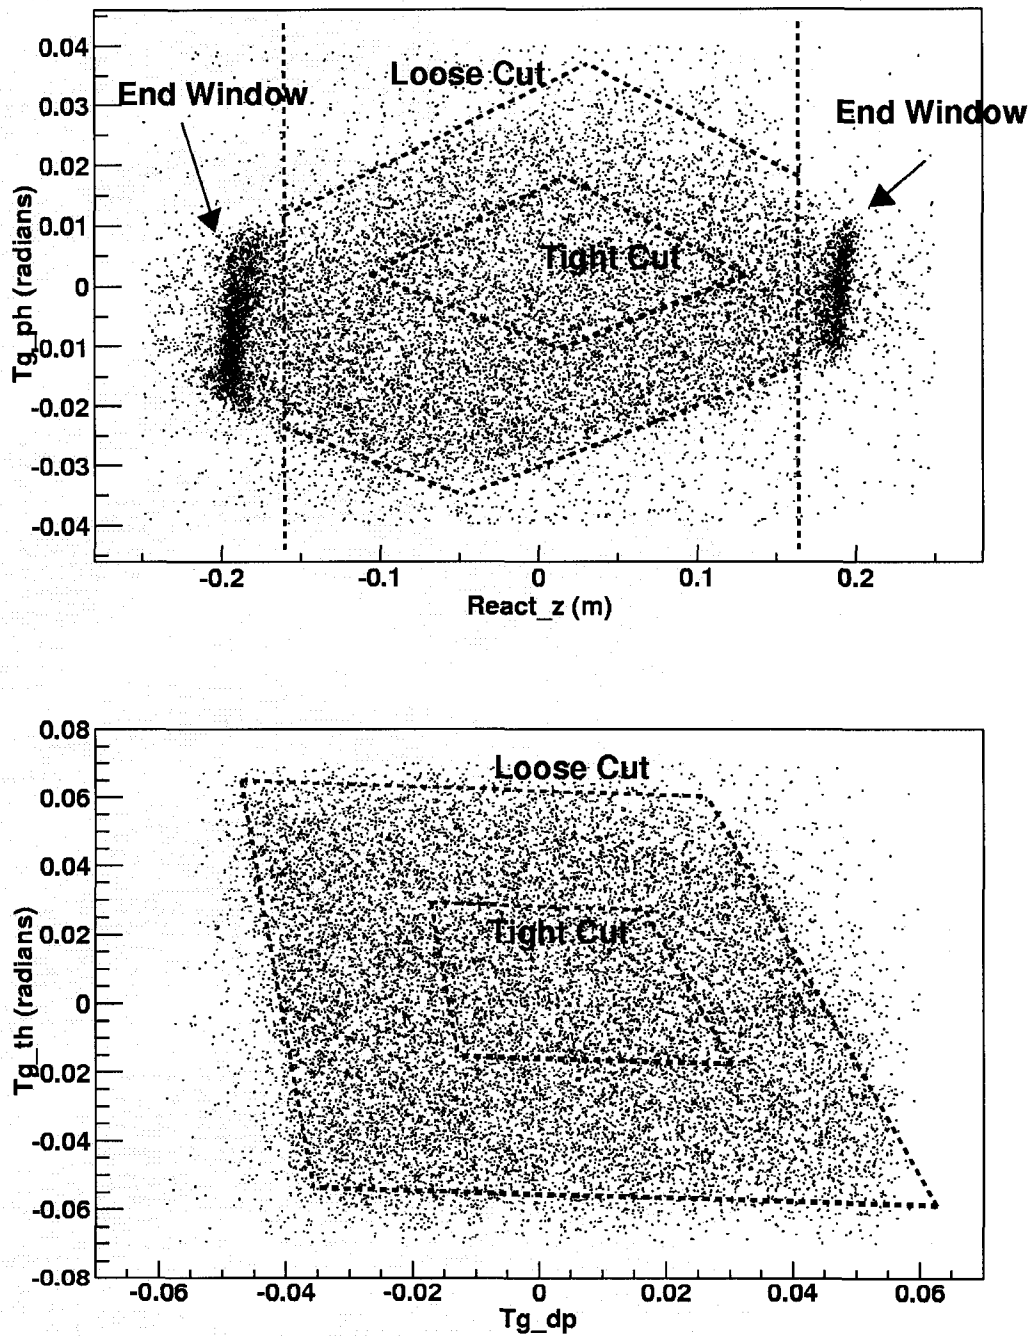 0.04
Loose Cut
End Window
0.03
End Window
0.02
0.01
Tight Cut
0
-0.01
-0.02
-0.03
-0.04
Tg_ph (radians)
-0.2 -0.1 0 0.1 0.2
React_z (m)
0.08
Loose Cut
0.06
0.04
0.02
Tight Cut
0
-0.02
-0.04
-0.06
-0.08
Tg_th (radians)
-0.06 -0.04 -0.02 0 0.02 0.04 0.06
Tg_dp